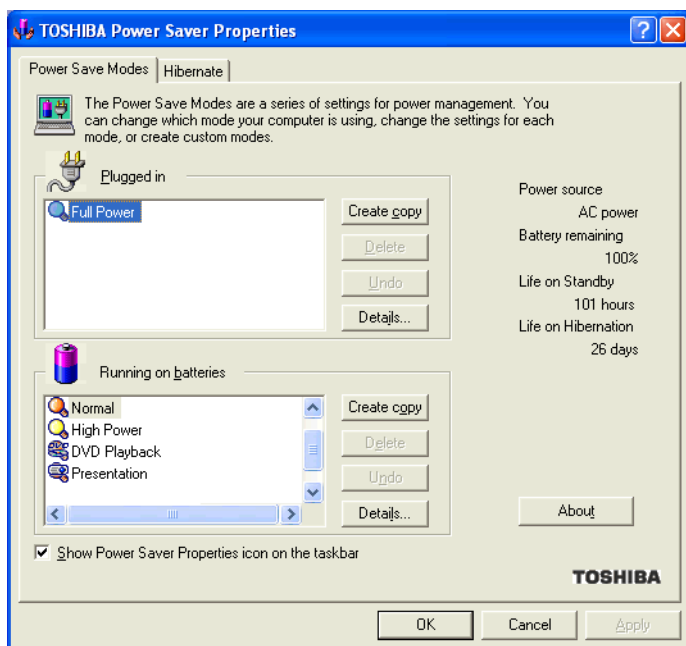 TOSHIBA Power Saver Properties
Power Save Modes
Hibernate
The Power Save Modes are a series of settings for power management. You
can change which mode your computer is using, change the settings for each
mode, or create custom modes.
Plugged in
Full Power
Create copy
Delete
Undo
Details...
Power source
AC power
Battery remaining
100%
Life on Standby
101 hours
Life on Hibernation
26 days
Running on batteries
Normal
High Power
DVD Playback
Presentation
Create copy
Delete
Undo
Details...
About
Show Power Saver Properties icon on the taskbar
TOSHIBA
OK
Cancel
Apply